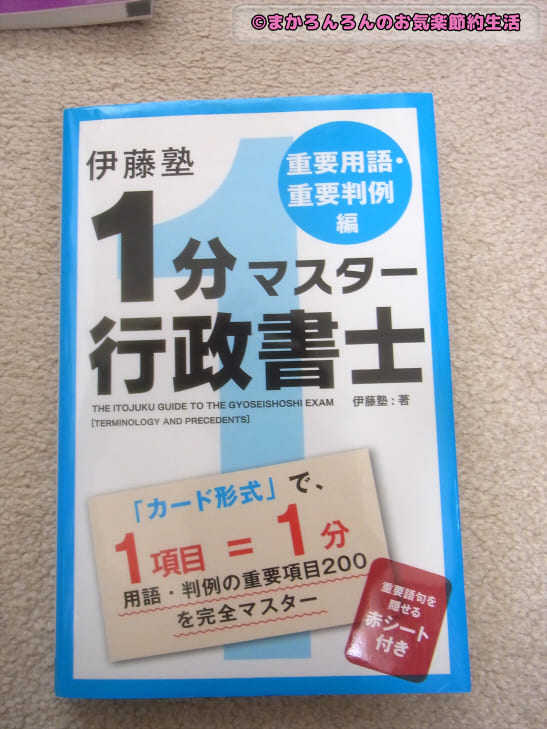 ©まかろんろんのお気楽節約生活
伊藤塾
重要用語・
重要判例
編
1分マスター
行政書士
THE ITOJUKU GUIDE TO THE GYOSEISHOSHI EXAM
[TERMINOLOGY AND PRECEDENTS]
伊藤塾:著
「カード形式」で、
1項目 = 1分
用語・判例の重要項目200
を完全マスター
重要語句を
隠せる
赤シート
付き